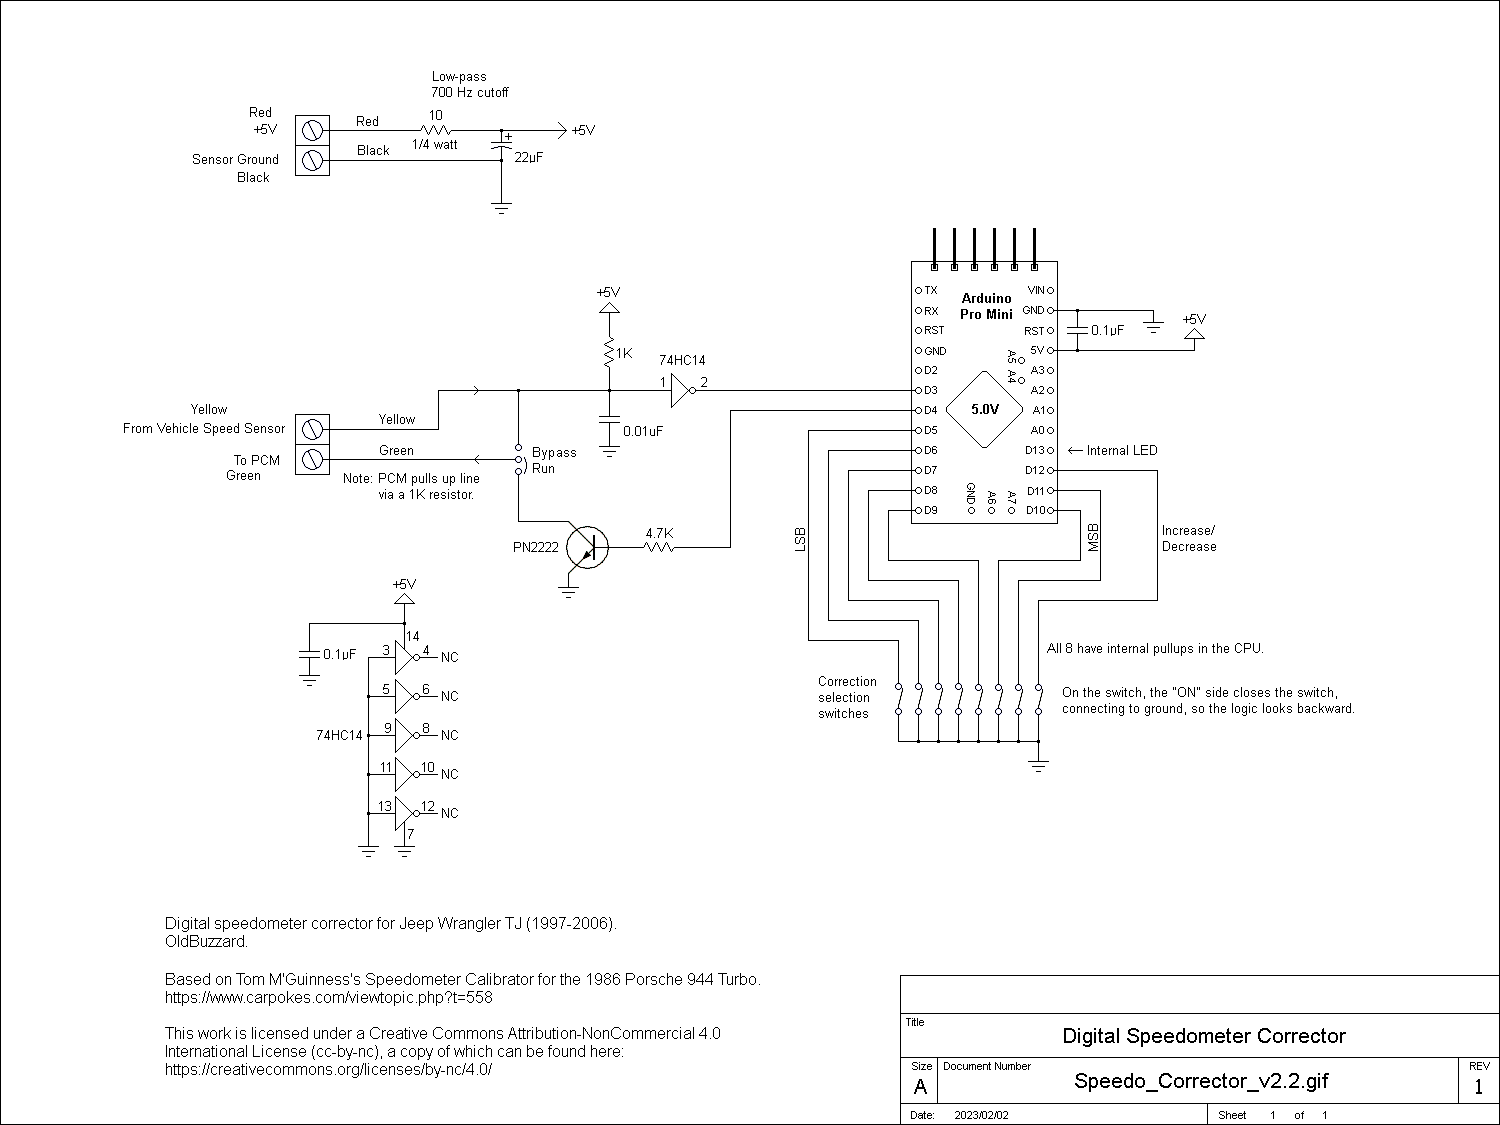 Low-pass
700 Hz cutoff
Red
+5V
Red
10
1/4 watt
+
22µF
+5V
Sensor Ground
Black
Black
+5V
1K
74HC14
1
2
0.01uF
Yellow
From Vehicle Speed Sensor
Yellow
To PCM
Green
Green
Note: PCM pulls up line
via a 1K resistor.
Bypass
Run
PN2222
4.7K
Arduino
Pro Mini
5.0V
TX
RX
RST
GND
D2
D3
D4
D5
D6
D7
D8
D9
VIN
GND
RST
5V
A3
A2
A1
A0
D13
D12
D11
D10
A5
A4
GND
A6
A7
0.1µF
+5V
Internal LED
LSB
MSB
Increase/
Decrease
All 8 have internal pullups in the CPU.
Correction
selection
switches
On the switch, the "ON" side closes the switch,
connecting to ground, so the logic looks backward.
+5V
0.1µF
14
3
4
NC
5
6
NC
74HC14
9
8
NC
11
10
NC
13
12
NC
7
Digital speedometer corrector for Jeep Wrangler TJ (1997-2006).
OldBuzzard.
Based on Tom M'Guinness's Speedometer Calibrator for the 1986 Porsche 944 Turbo.
https://www.carpokes.com/viewtopic.php?t=558
This work is licensed under a Creative Commons Attribution-NonCommercial 4.0
International License (cc-by-nc), a copy of which can be found here:
https://creativecommons.org/licenses/by-nc/4.0/
Title
Digital Speedometer Corrector
Size
A
Document Number
Speedo_Corrector_v2.2.gif
REV
1
Date: 2023/02/02
Sheet 1 of 1